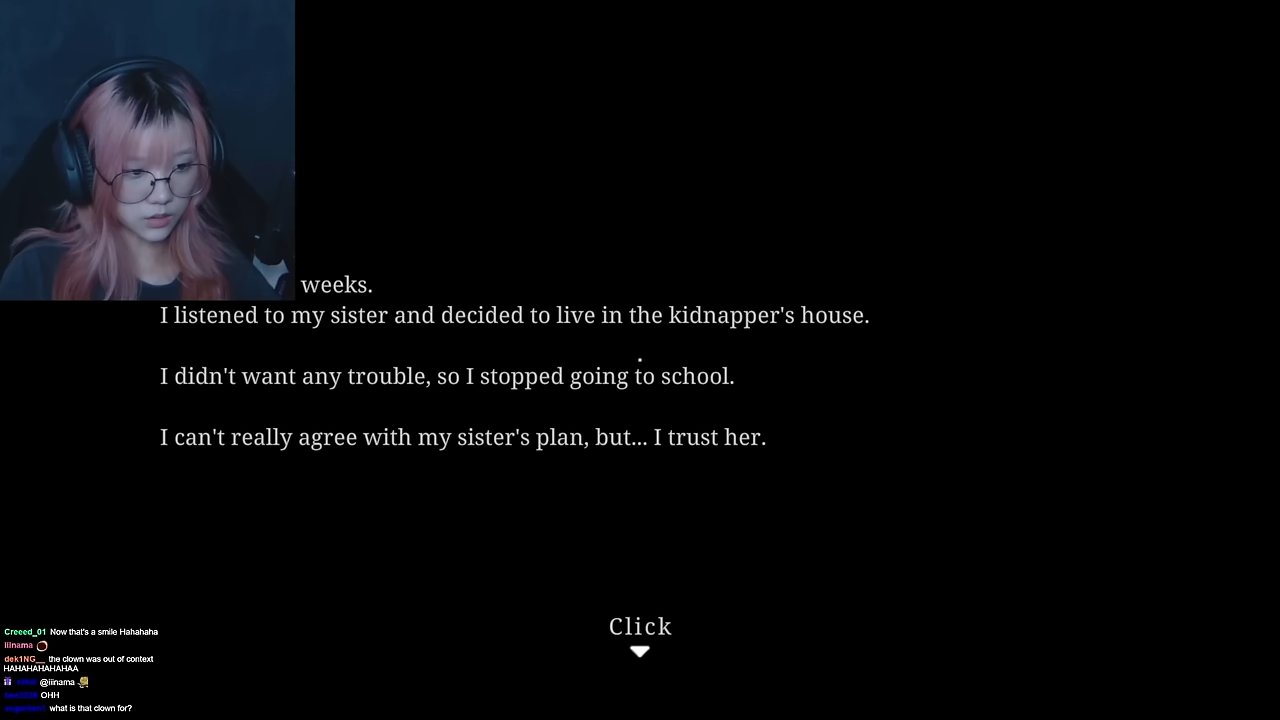 weeks.
I listened to my sister and decided to live in the kidnapper's house.
I didn't want any trouble, so I stopped going to school.
I can't really agree with my sister's plan, but... I trust her.
Click
Creeed_01 Now that's a smile Hahahaha
iiinama
dek1NG__ the clown was out of context
HAHAHAHAHAHAA
@iiinama
OHH
what is that clown for?